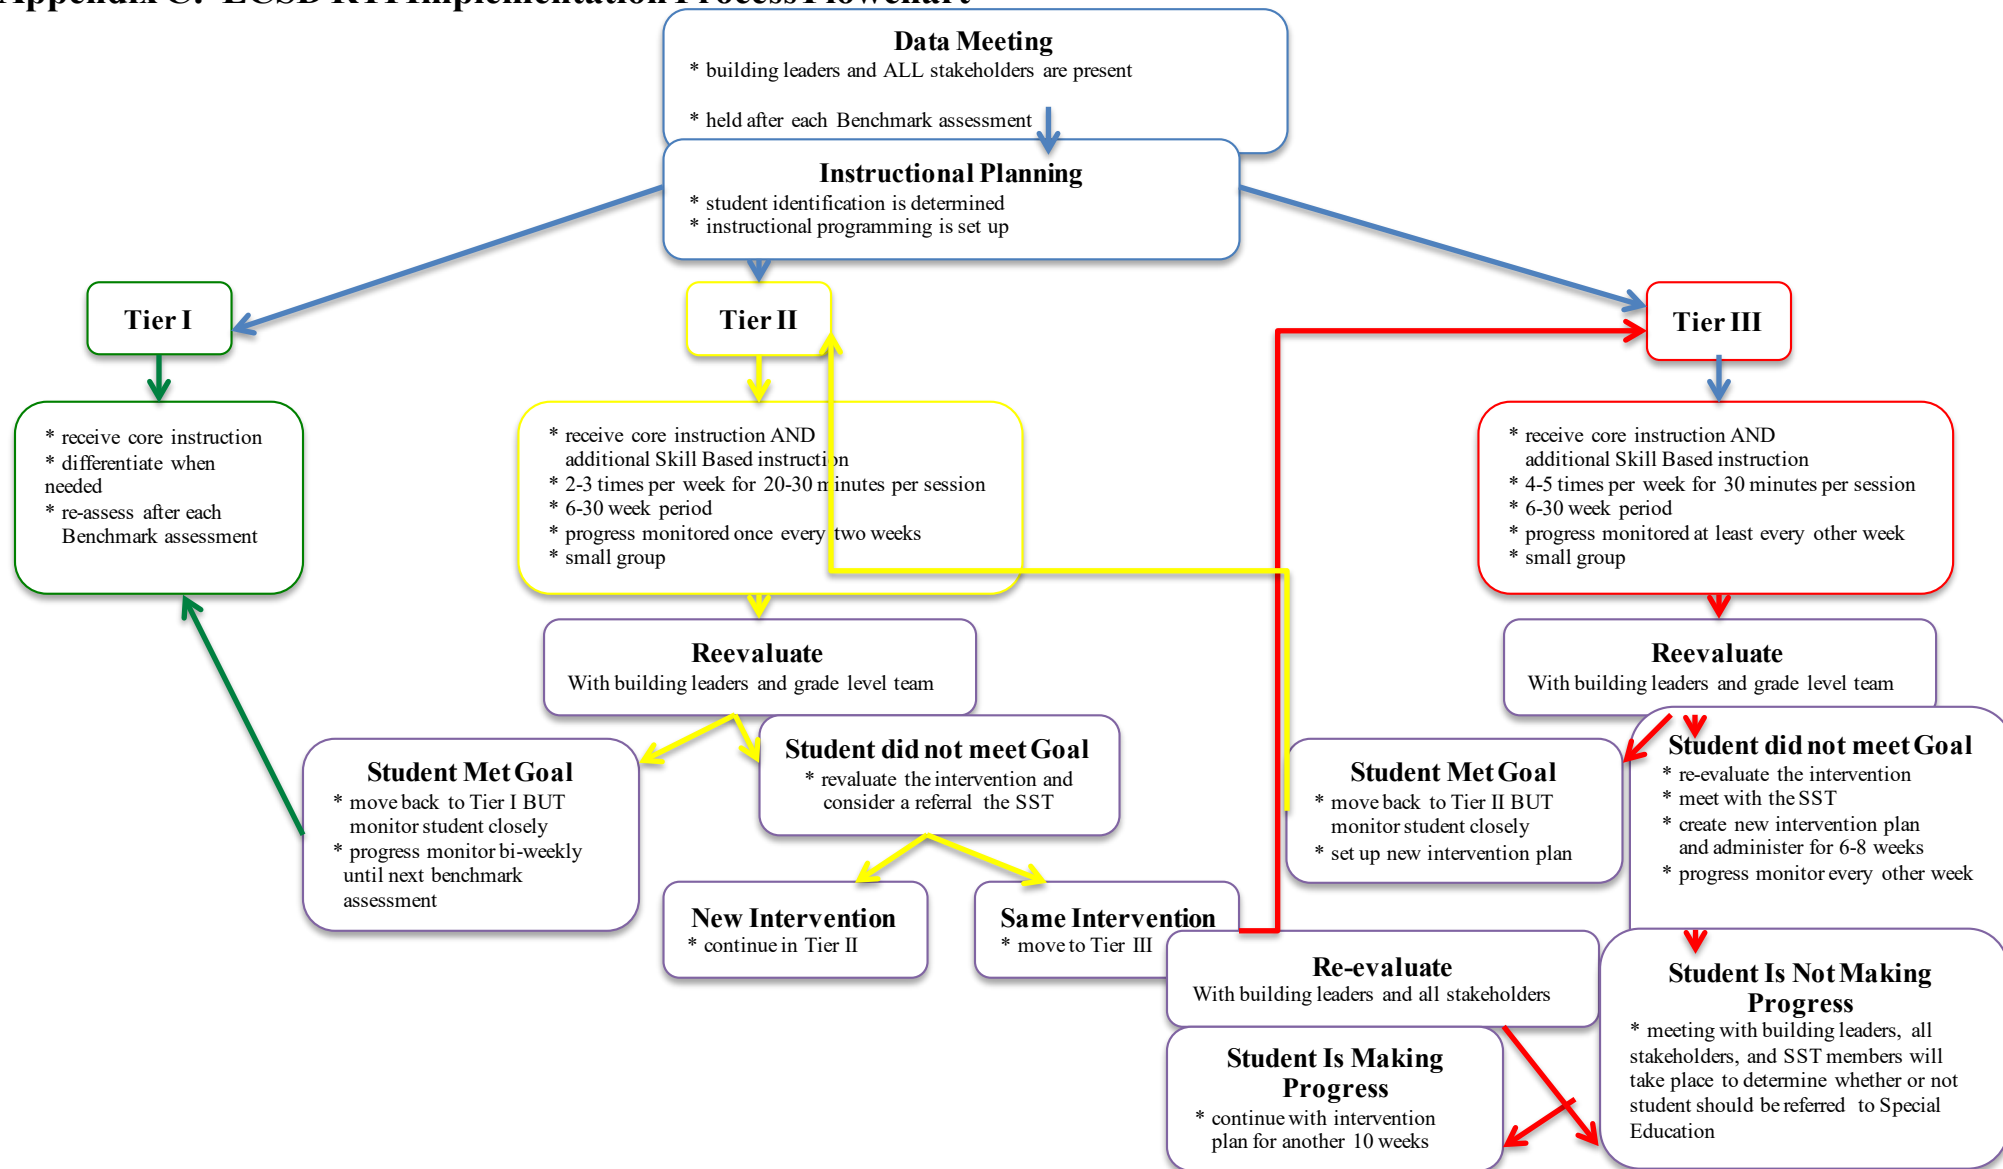 Appendix C: ECSD RTI Implementation Process Flowchart
Data Meeting
* building leaders and ALL stakeholders are present
* held after each Benchmark assessment
Instructional Planning
* student identification is determined
* instructional programming is set up
Tier I
Tier II
Tier III
* receive core instruction
* differentiate when
needed
* re-assess after each
Benchmark assessment
* receive core instruction AND
additional Skill Based instruction
* 2-3 times per week for 20-30 minutes per session
* 6-30 week period
* progress monitored once every two weeks
* small group
* receive core instruction AND
additional Skill Based instruction
* 4-5 times per week for 30 minutes per session
* 6-30 week period
* progress monitored at least every other week
* small group
Reevaluate
With building leaders and grade level team
Reevaluate
With building leaders and grade level team
Student Met Goal
* move back to Tier I BUT
monitor student closely
* progress monitor bi-weekly
until next benchmark
assessment
Student did not meet Goal
* revaluate the intervention and
consider a referral the SST
Student Met Goal
* move back to Tier II BUT
monitor student closely
* set up new intervention plan
Student did not meet Goal
* re-evaluate the intervention
* meet with the SST
* create new intervention plan
and administer for 6-8 weeks
* progress monitor every other week
New Intervention
* continue in Tier II
Same Intervention
* move to Tier III
Re-evaluate
With building leaders and all stakeholders
Student Is Making
Progress
* continue with intervention
plan for another 10 weeks
Student Is Not Making
Progress
* meeting with building leaders, all
stakeholders, and SST members will
take place to determine whether or not
student should be referred to Special
Education